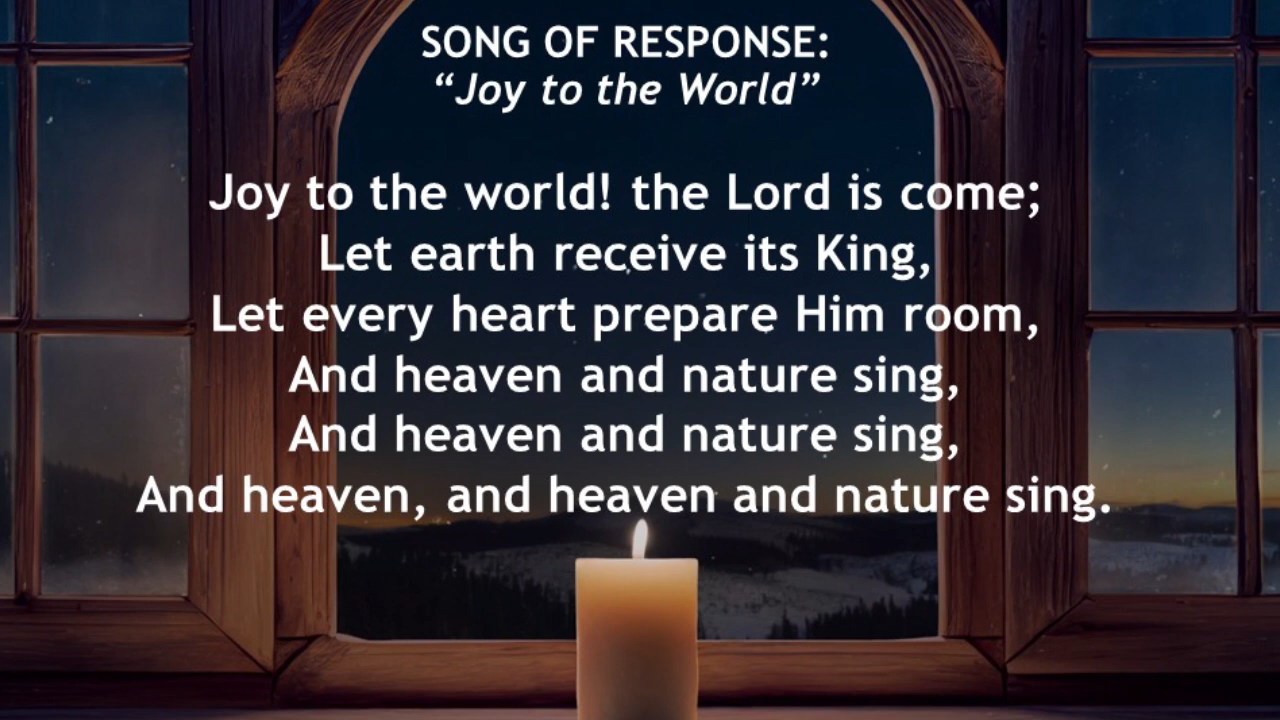 SONG OF RESPONSE:
“Joy to the World”
Joy to the world! the Lord is come;
Let earth receive its King,
Let every heart prepare Him room,
And heaven and nature sing,
And heaven and nature sing,
And heaven, and heaven and nature sing.